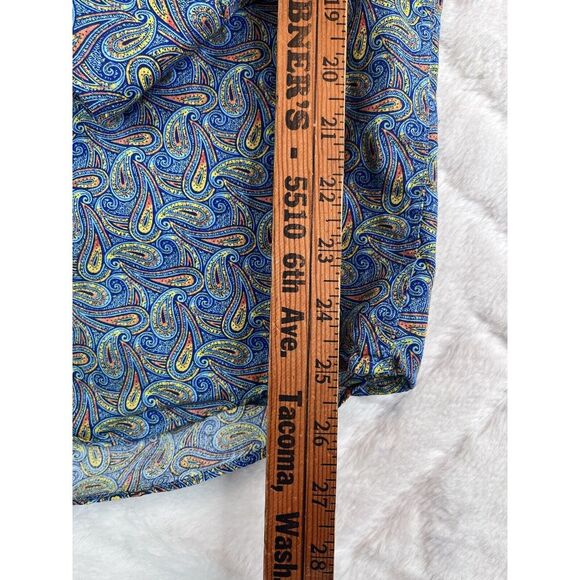 BNER'S - 5510 6th Ave. Tacoma, Wash.
19 20 21 22 23 24 25 26 27 28